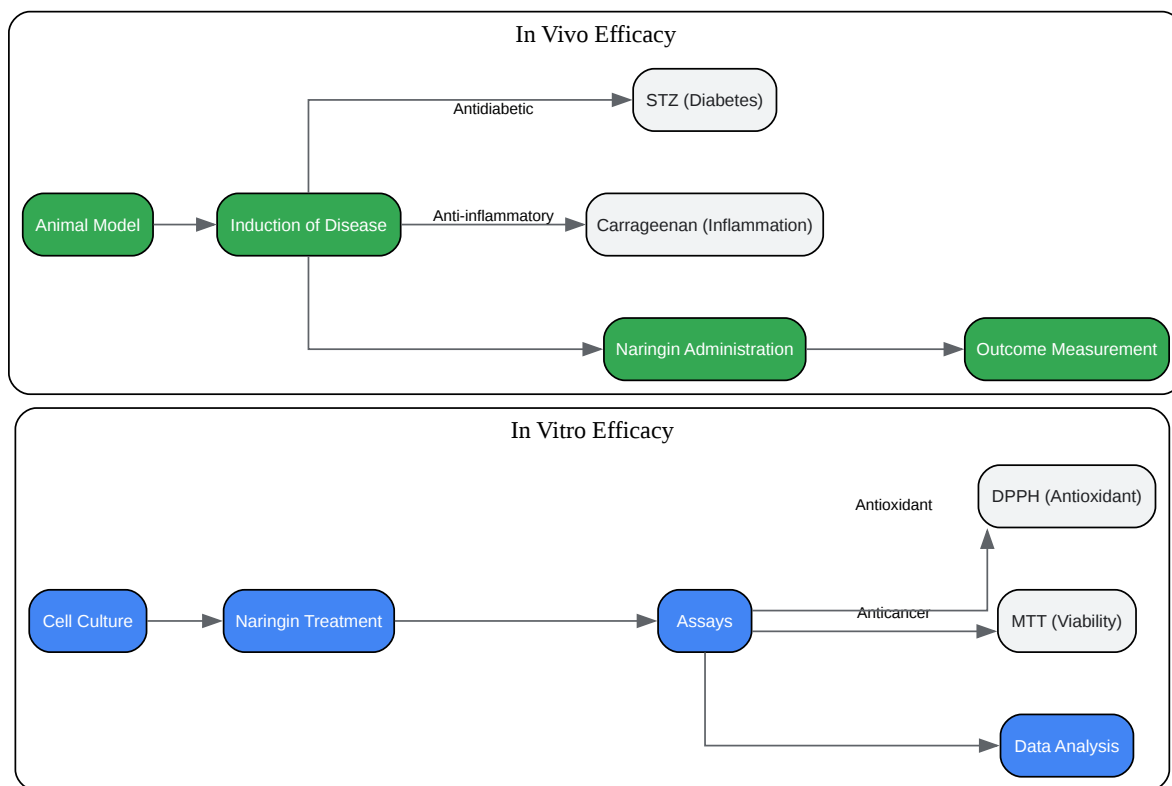 In Vivo Efficacy
STZ (Diabetes)
Antidiabetic
Animal Model
Induction of Disease
Anti-inflammatory
Carrageenan (Inflammation)
Naringin Administration
Outcome Measurement
In Vitro Efficacy
DPPH (Antioxidant)
Antioxidant
Cell Culture
Naringin Treatment
Assays
Anticancer
MTT (Viability)
Data Analysis